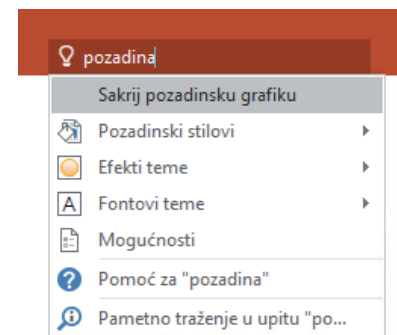 pozadina
Sakrij pozadinsku grafiku
Pozadinski stilovi
Efekti teme
A Fontovi teme
Mogućnosti
? Pomoć za "pozadina"
Pametno traženje u upitu "po...